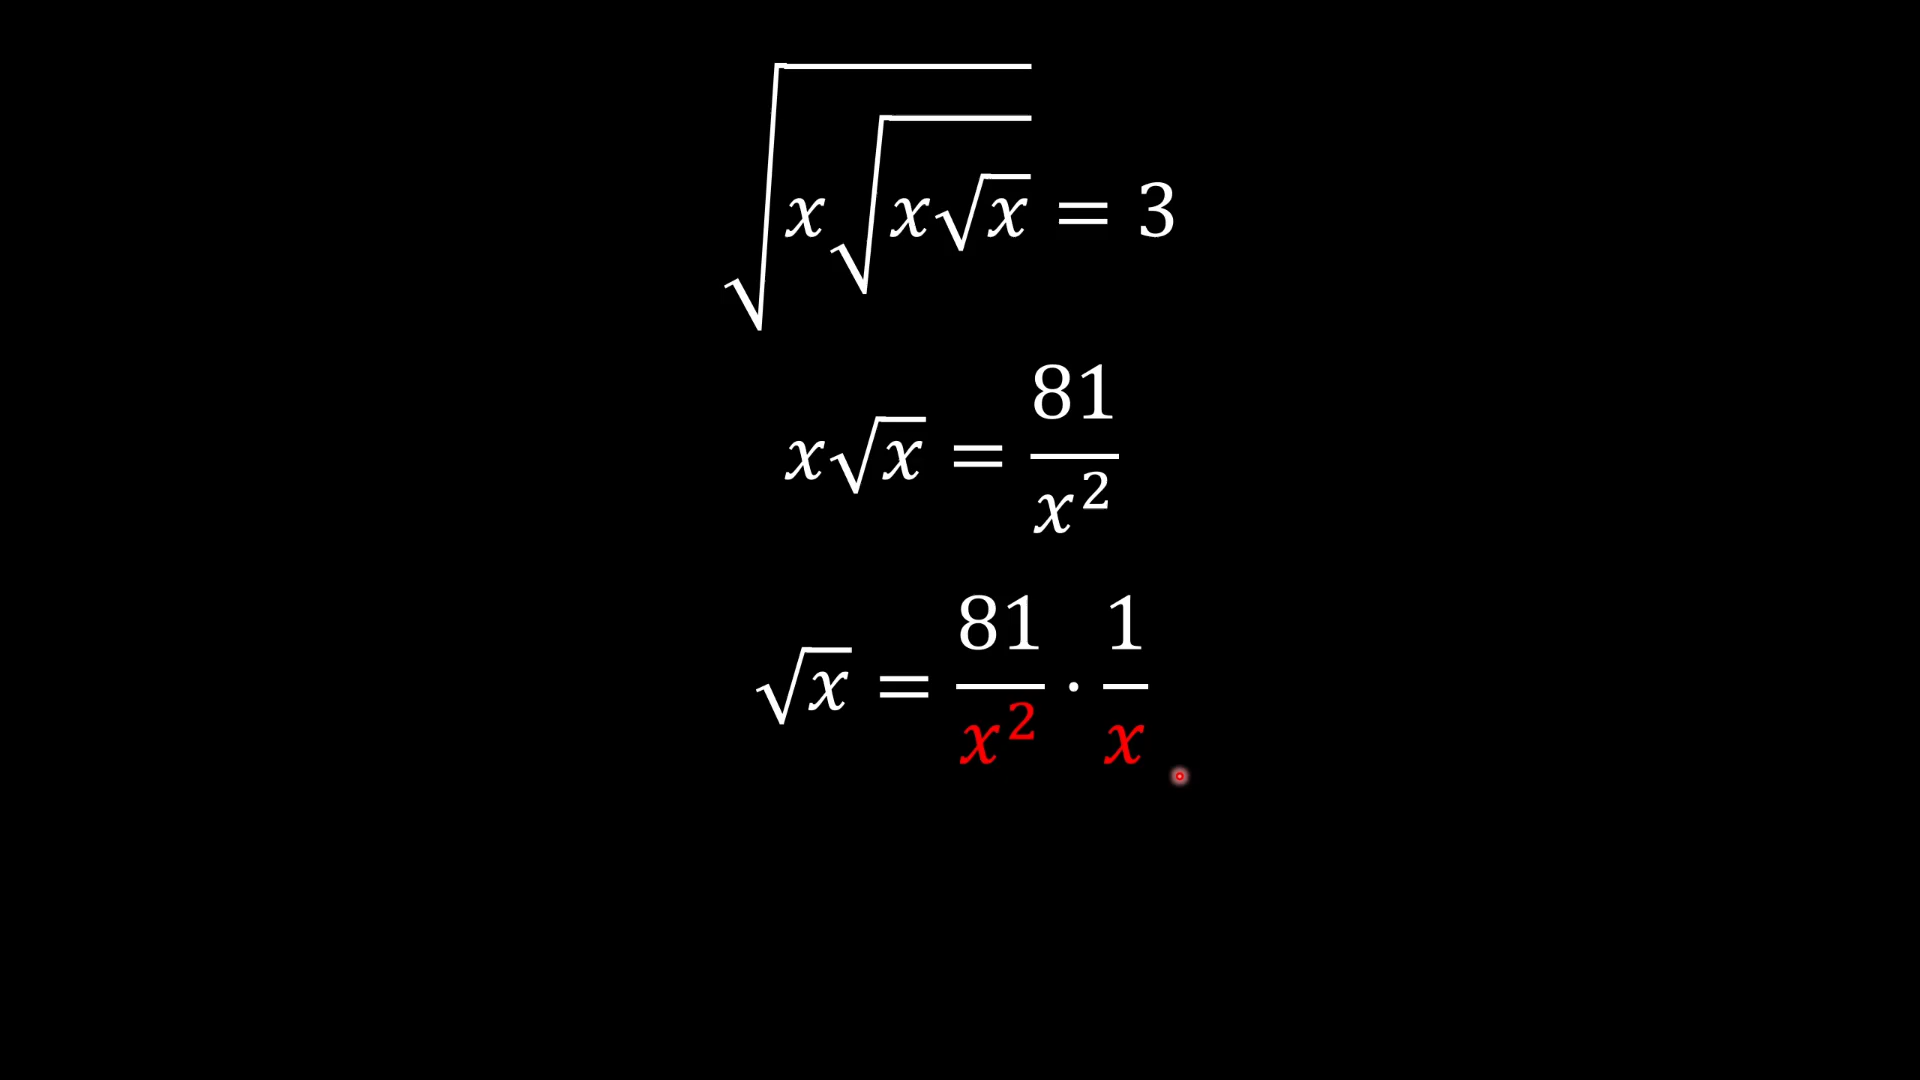 √(x√(x√x)) = 3
x√x = 81/x²
√x = 81/x² · 1/x